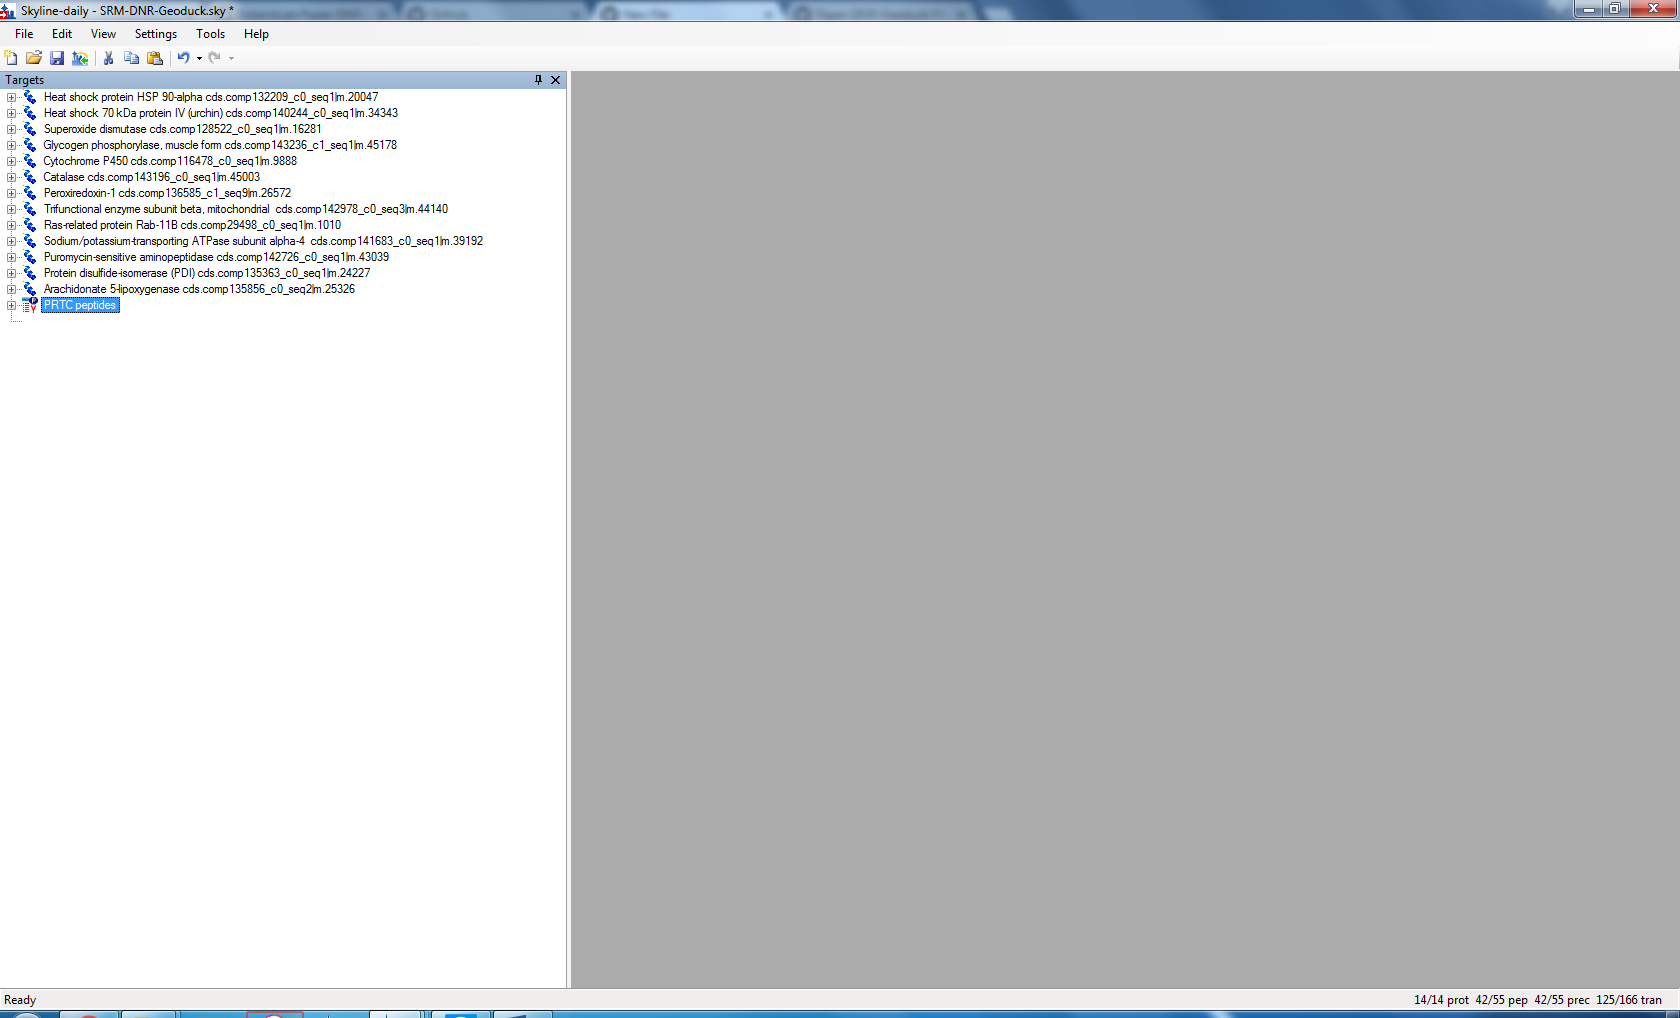 Skyline-daily - SRM-DNR-Geoduck.sky *
File Edit View Settings Tools Help
Targets
Heat shock protein HSP 90-alpha cds.comp132209_c0_seq1|m.20047
Heat shock 70 kDa protein IV (urchin) cds.comp140244_c0_seq1|m.34343
Superoxide dismutase cds.comp128522_c0_seq1|m.16281
Glycogen phosphorylase, muscle form cds.comp143236_c1_seq1|m.45178
Cytochrome P450 cds.comp116478_c0_seq1|m.9888
Catalase cds.comp143196_c0_seq1|m.45003
Peroxiredoxin-1 cds.comp136585_c1_seq9|m.26572
Trifunctional enzyme subunit beta, mitochondrial  cds.comp142978_c0_seq3|m.44140
Ras-related protein Rab-11B cds.comp29498_c0_seq1|m.1010
Sodium/potassium-transporting ATPase subunit alpha-4  cds.comp141683_c0_seq1|m.39192
Puromycin-sensitive aminopeptidase cds.comp142726_c0_seq1|m.43039
Protein disulfide-isomerase (PDI) cds.comp135363_c0_seq1|m.24227
Arachidonate 5-lipoxygenase cds.comp135856_c0_seq2|m.25326
PRTC peptides
Ready 14/14 prot 42/55 pep 42/55 prec 125/166 tran